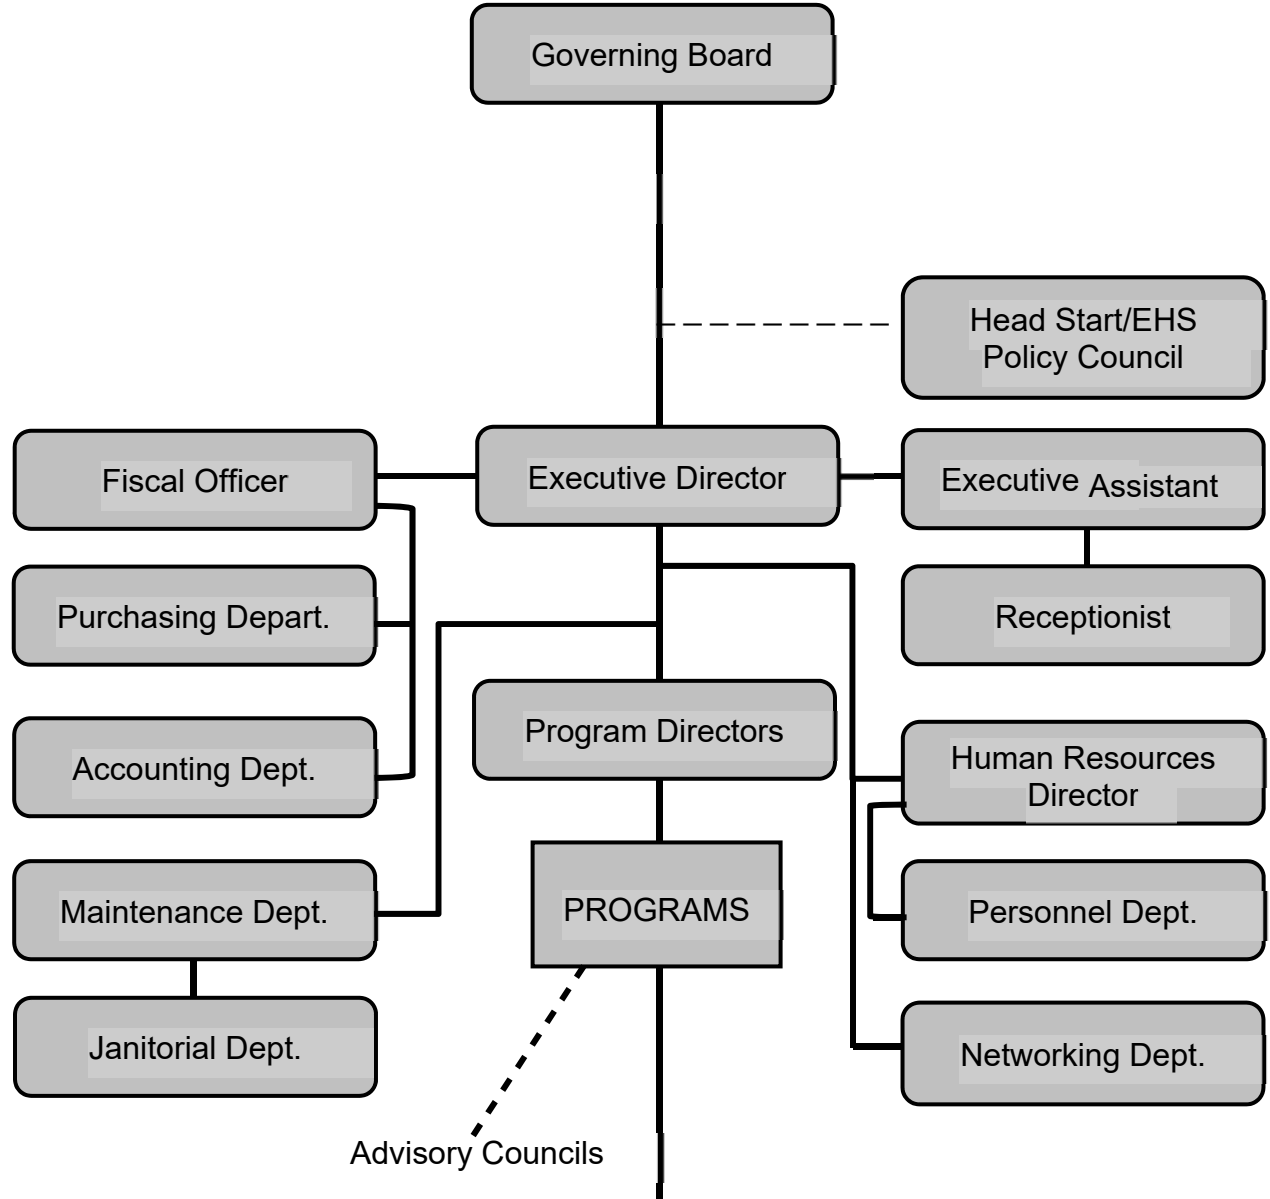 Governing Board
Head Start/EHS
Policy Council
Fiscal Officer
Executive Director
Executive Assistant
Purchasing Depart.
Receptionist
Program Directors
Accounting Dept.
Human Resources
Director
Maintenance Dept.
PROGRAMS
Personnel Dept.
Janitorial Dept.
Networking Dept.
Advisory Councils